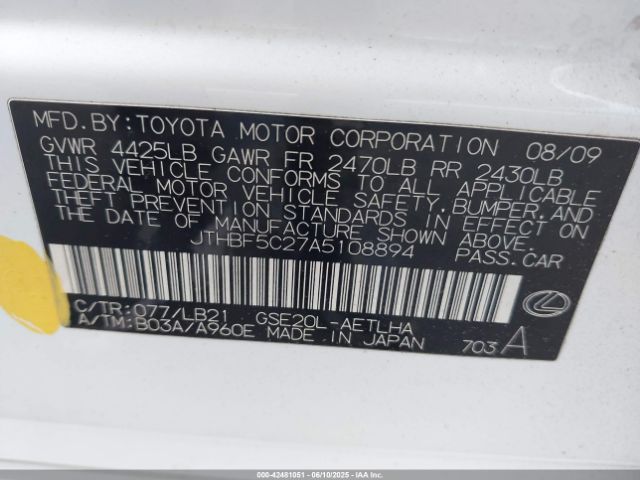 MFD.BY:TOYOTA MOTOR CORPORATION 08/09
GVWR 4425LB GAWR FR 2470LB RR 2430LB
THIS VEHICLE CONFORMS TO ALL APPLICABLE
FEDERAL MOTOR VEHICLE SAFETY, BUMPER, AND
THEFT PREVENTION STANDARDS IN EFFECT ON
THE DATE OF MANUFACTURE SHOWN ABOVE.
JTHBF5C27A5108894 PASS.CAR
C/TR:077/LB21 GSE20L-AETLHA
A/TM:B03A/A960E MADE IN JAPAN 703 A
000-42481051 - 06/10/2025 - IAA LLC.